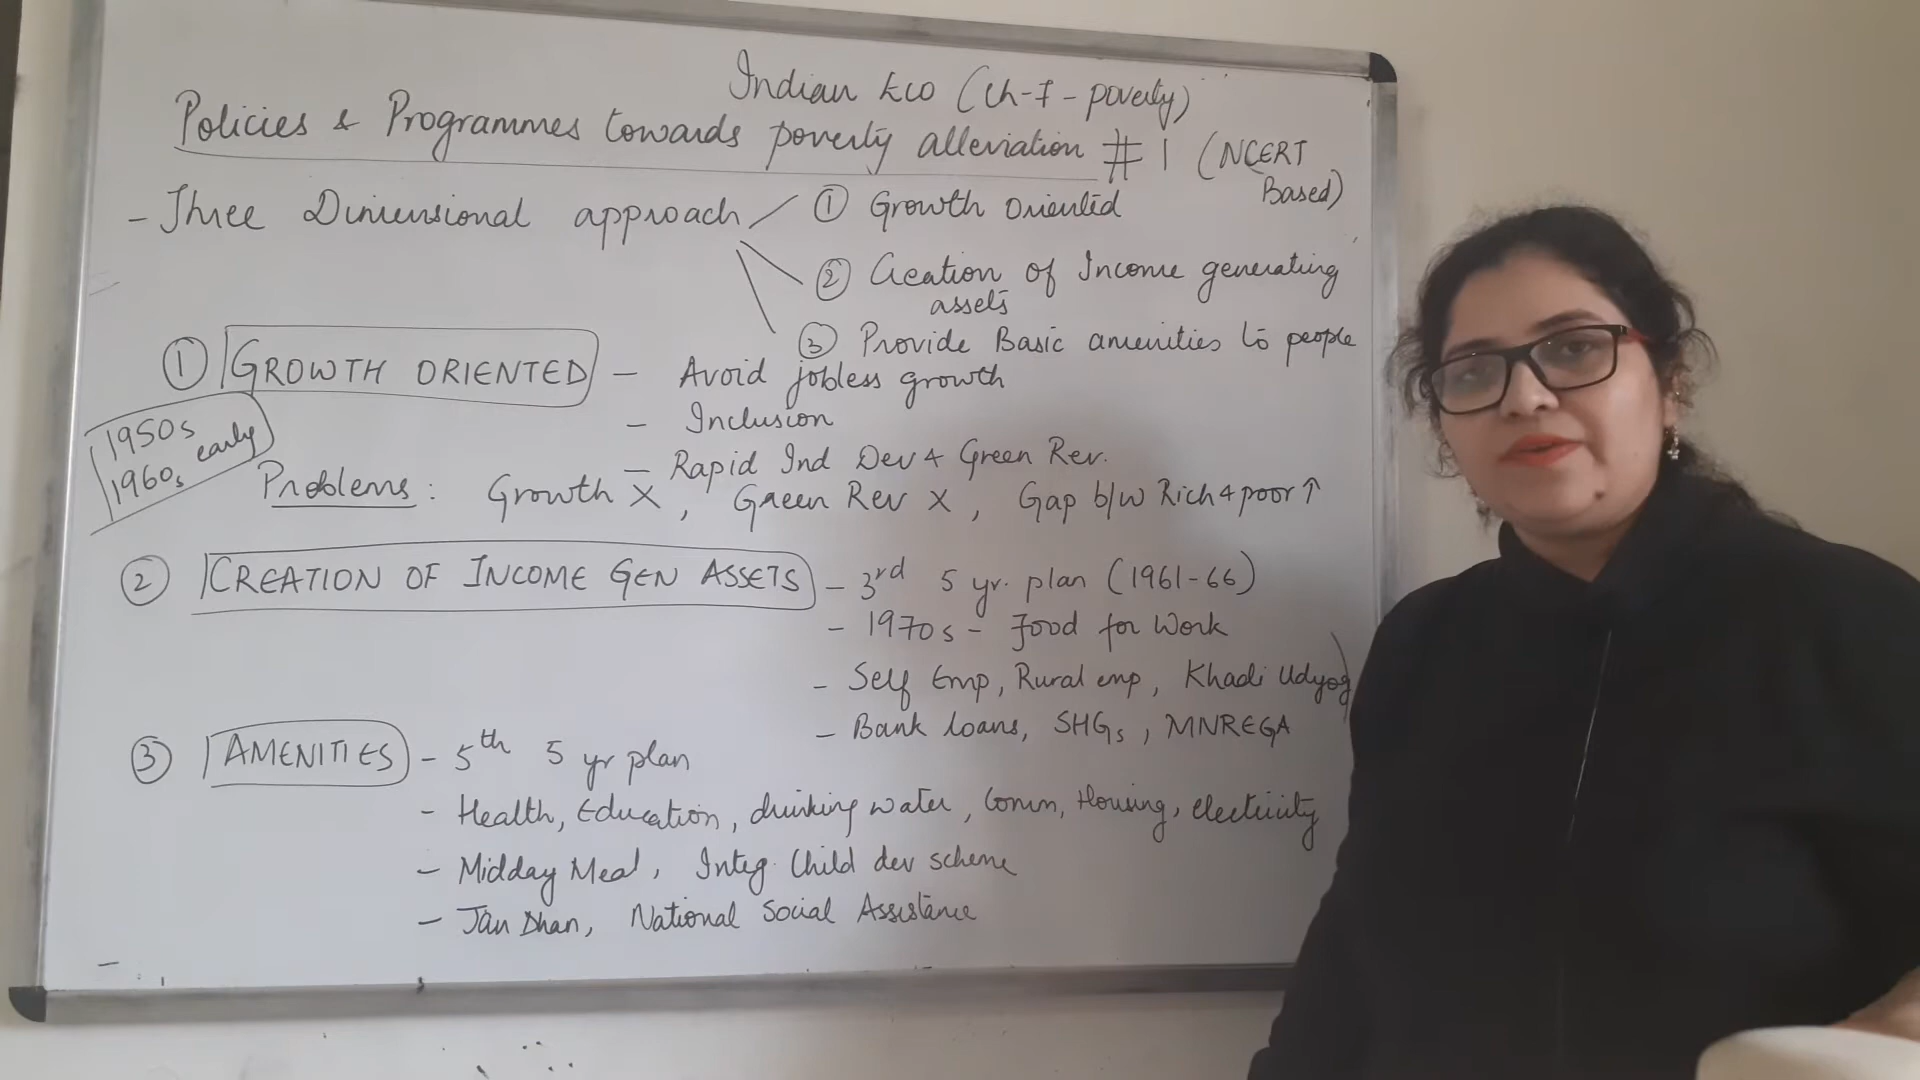 Indian Eco (Ch-I - poverty)
Policies & Programmes towards poverty alleviation #1 (NCERT Based)
- Three Dimensional approach
① Growth Oriented
② Creation of Income generating assets
③ Provide Basic amenities to people
① GROWTH ORIENTED - Avoid jobless growth
- Inclusion
- Rapid Ind Dev & Green Rev.
1950s
1960s early
Problems: Growth X, Green Rev X, Gap b/w Rich & poor ↑
② CREATION OF INCOME GEN ASSETS - 3rd 5 yr. plan (1961-66)
- 1970s - Food for Work
- Self Emp, Rural emp, Khadi Udyog
- Bank loans, SHGs, MNREGA
③ AMENITIES - 5th 5 yr plan
- Health, Education, drinking water, Comm, Housing, electricity
- Midday Meal, Integ. Child dev scheme
- Jan Dhan, National Social Assistance